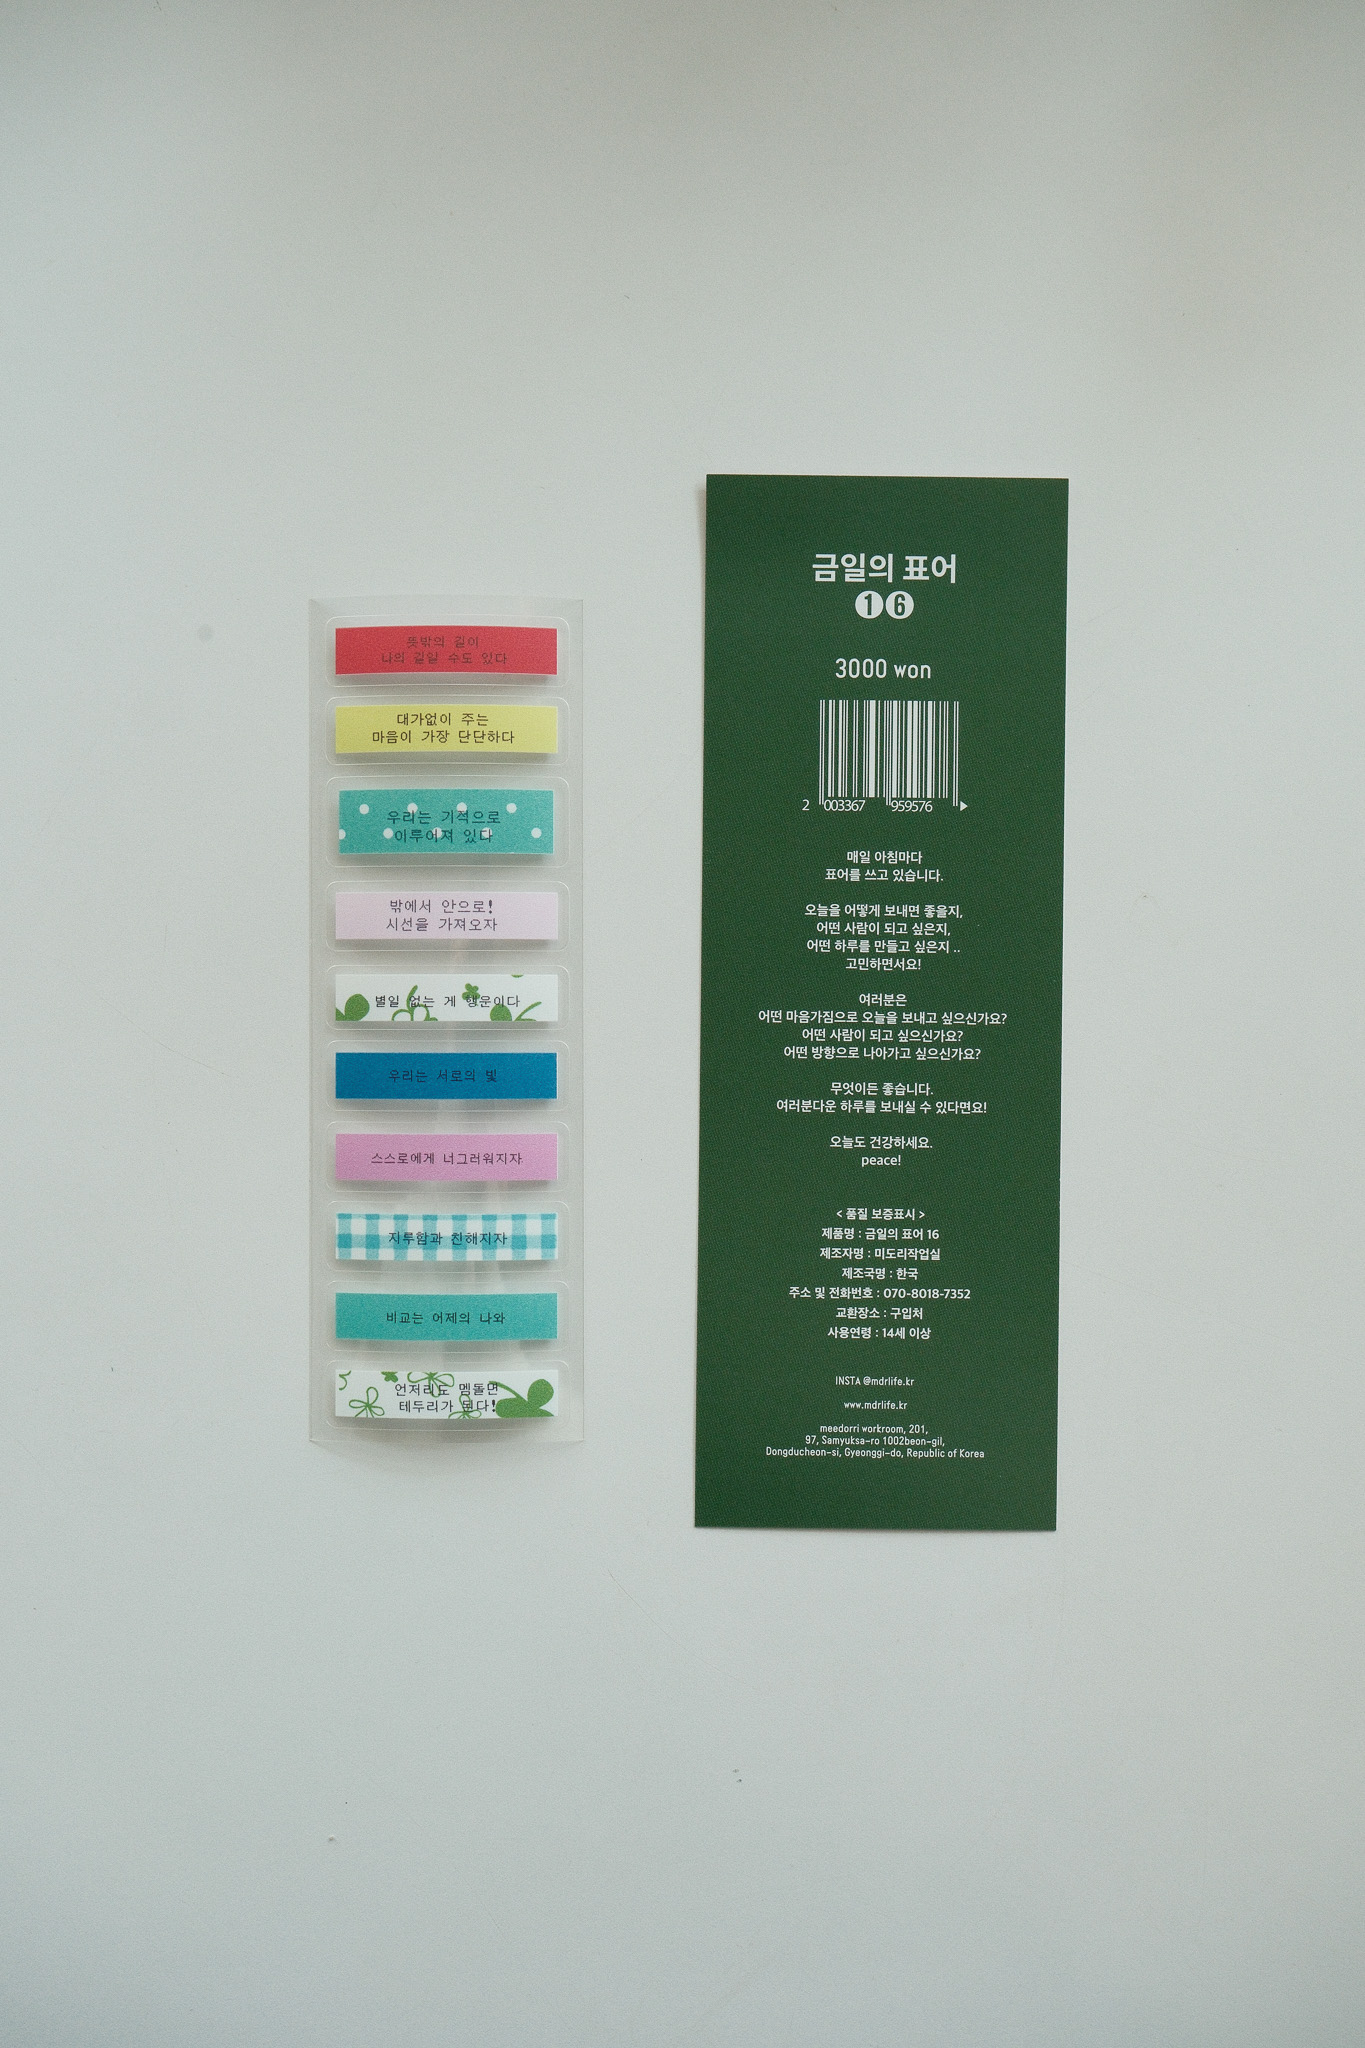 뜻밖의 길이
나의 길일 수도 있다
대가없이 주는
마음이 가장 단단하다
우리는 기적으로
이루어져 있다
밖에서 안으로!
시선을 가져오자
별일 없는 게 행운이다
우리는 서로의 빛
스스로에게 너그러워지자
지루함과 친해지자
비교는 어제의 나와
언저리도 맴돌면
테두리가 된다!
금일의 표어
16
3000 won
2 003367 959576
매일 아침마다
표어를 쓰고 있습니다.
오늘을 어떻게 보내면 좋을지,
어떤 사람이 되고 싶은지,
어떤 하루를 만들고 싶은지 ..
고민하면서요!
여러분은
어떤 마음가짐으로 오늘을 보내고 싶으신가요?
어떤 사람이 되고 싶으신가요?
어떤 방향으로 나아가고 싶으신가요?
무엇이든 좋습니다.
여러분다운 하루를 보내실 수 있다면요!
오늘도 건강하세요.
peace!
< 품질 보증표시 >
제품명 : 금일의 표어 16
제조자명 : 미도리작업실
제조국명 : 한국
주소 및 전화번호 : 070-8018-7352
교환장소 : 구입처
사용연령 : 14세 이상
INSTA @mdrlife.kr
www.mdrlife.kr
meedorri workroom, 201,
97, Samyuksa-ro 1002beon-gil,
Dongducheon-si, Gyeonggi-do, Republic of Korea